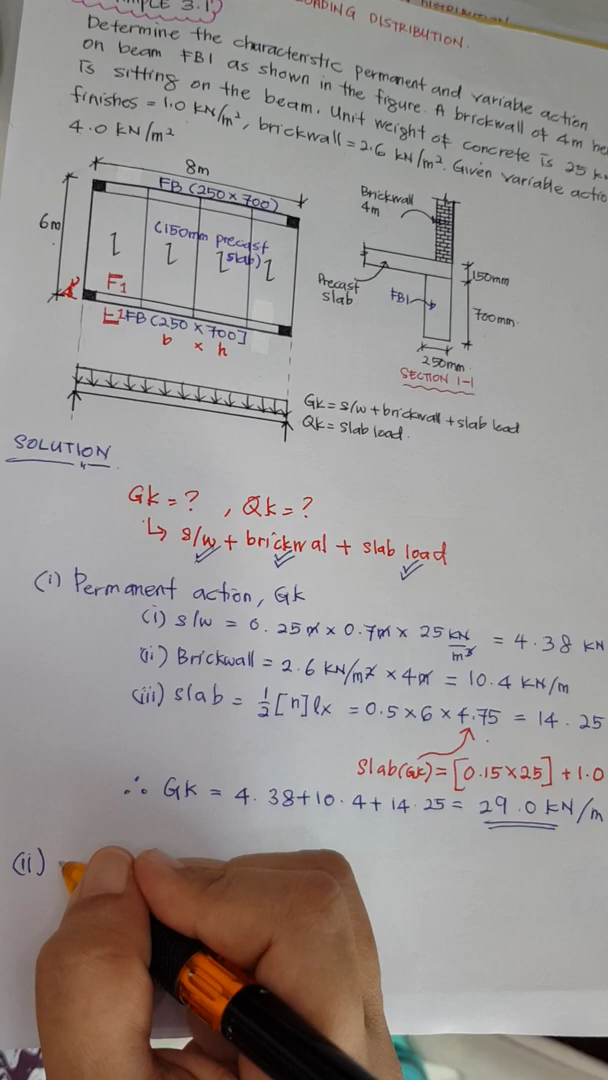 LOADING DISTRIBUTION.
Determine the characteristic permanent and variable action
on beam FB1 as shown in the figure. A brickwall of 4m
is sitting on the beam. Unit weight of concrete is 25
finishes = 1.0 kN/m², brickwall = 2.6 kN/m². Given variable
4.0 kN/m²
8m
FB (250 x 700)
6m
(150mm precast
slab)
F1
FB (250 x 700]
b x h
Brickwall
4m
Precast
slab
FB1
150mm
700mm
250mm
SECTION 1-1
Gk = s/w + brickwall + slab load
Qk = slab load.
SOLUTION
Gk = ? , Qk = ?
↳ s/w + brickwal + slab load
(i) Permanent action, Gk
(i) s/w = 0.25m x 0.7m x 25 kN/m³ = 4.38 kN
(ii) Brickwall = 2.6 kN/m² x 4m = 10.4 kN/m
(iii) slab = 1/2 [n] lx = 0.5 x 6 x 4.75 = 14.25
Slab(Gk) = [0.15 x 25] + 1.0
∴ Gk = 4.38 + 10.4 + 14.25 = 29.0 kN/m
(ii)